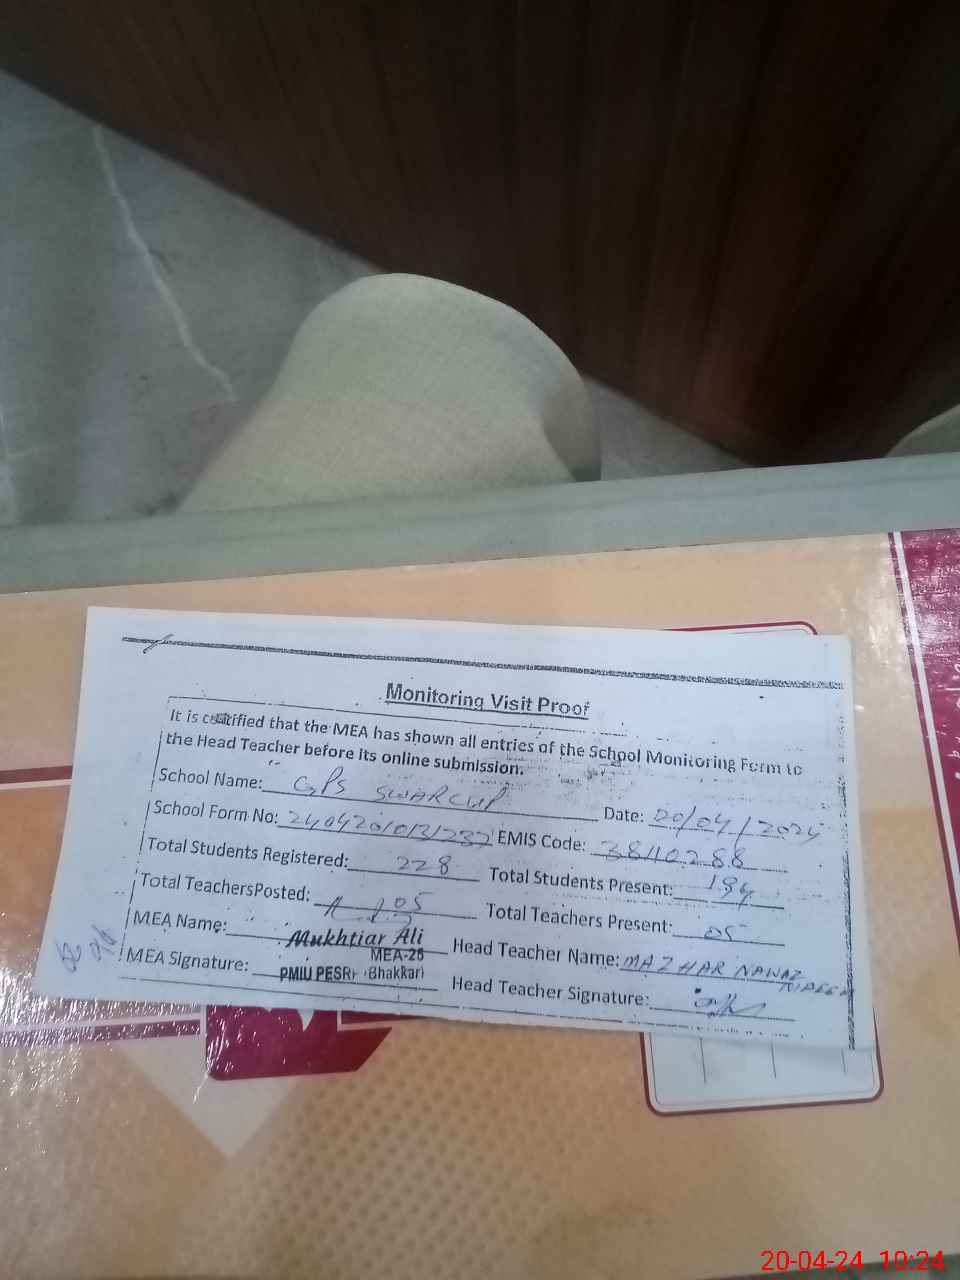 Monitoring Visit Proof
It is certified that the MEA has shown all entries of the School Monitoring Form to
the Head Teacher before its online submission.
School Name: GPS SWARCUP Date: 20/04/2024
School Form No: 24042010131237 EMIS Code: 38110288
Total Students Registered: 228 Total Students Present: 194
Total TeachersPosted: 05 Total Teachers Present: 05
MEA Name: Mukhtiar Ali Head Teacher Name: MAZHAR NAWAZ
MEA-25
MEA Signature: PMIU PESRP (Bhakkar) Head Teacher Signature:
20-04-24 10:24